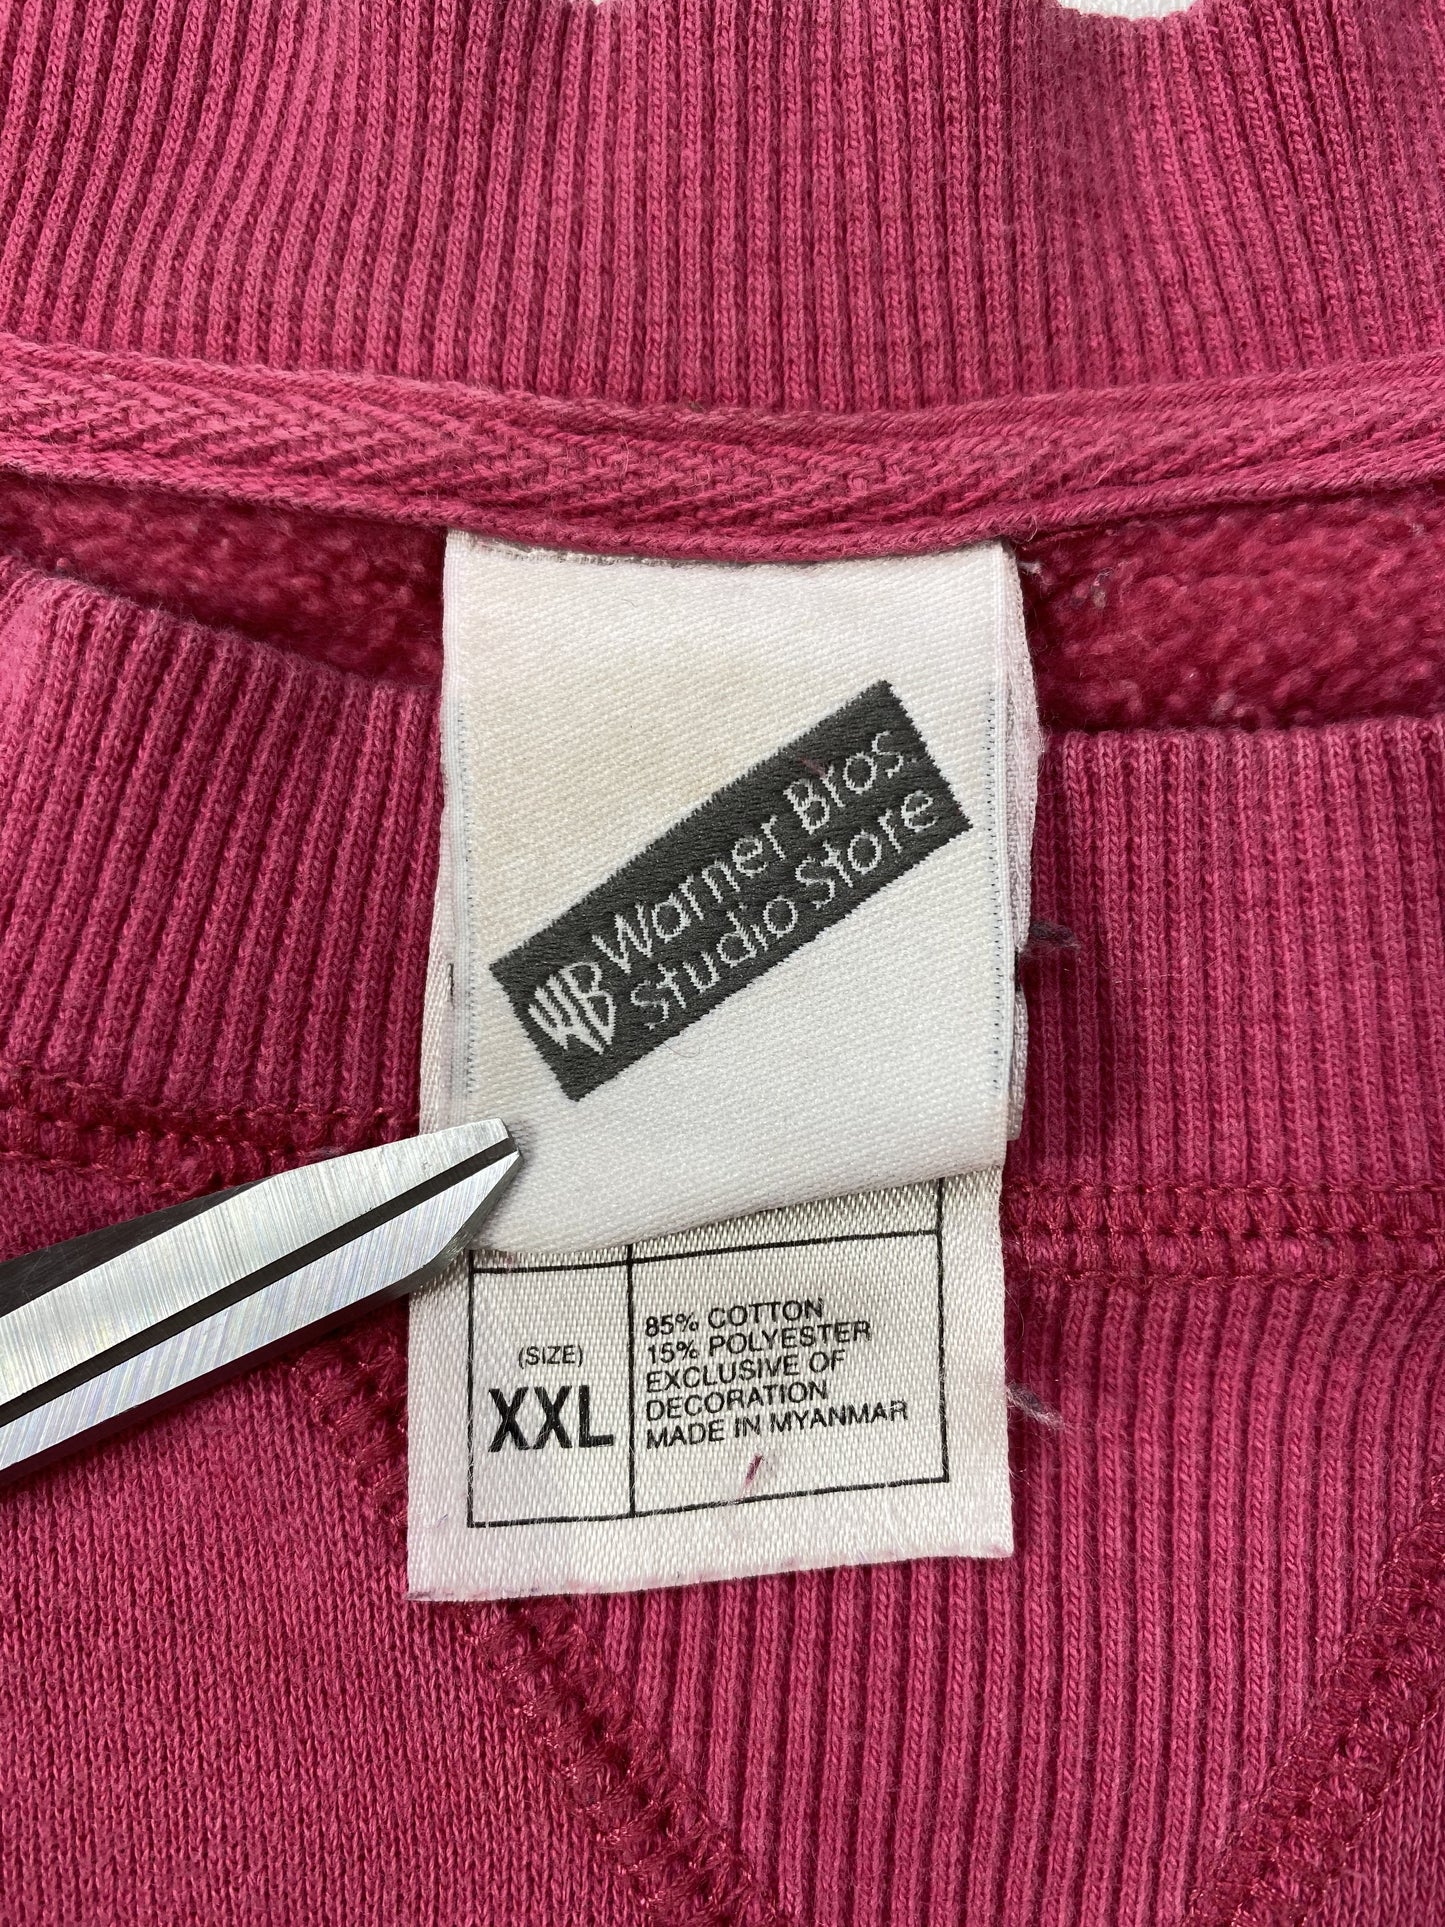 WB
Warner Bros.
Studio Store
(SIZE)
XXL
85% COTTON
15% POLYESTER
EXCLUSIVE OF
DECORATION
MADE IN MYANMAR